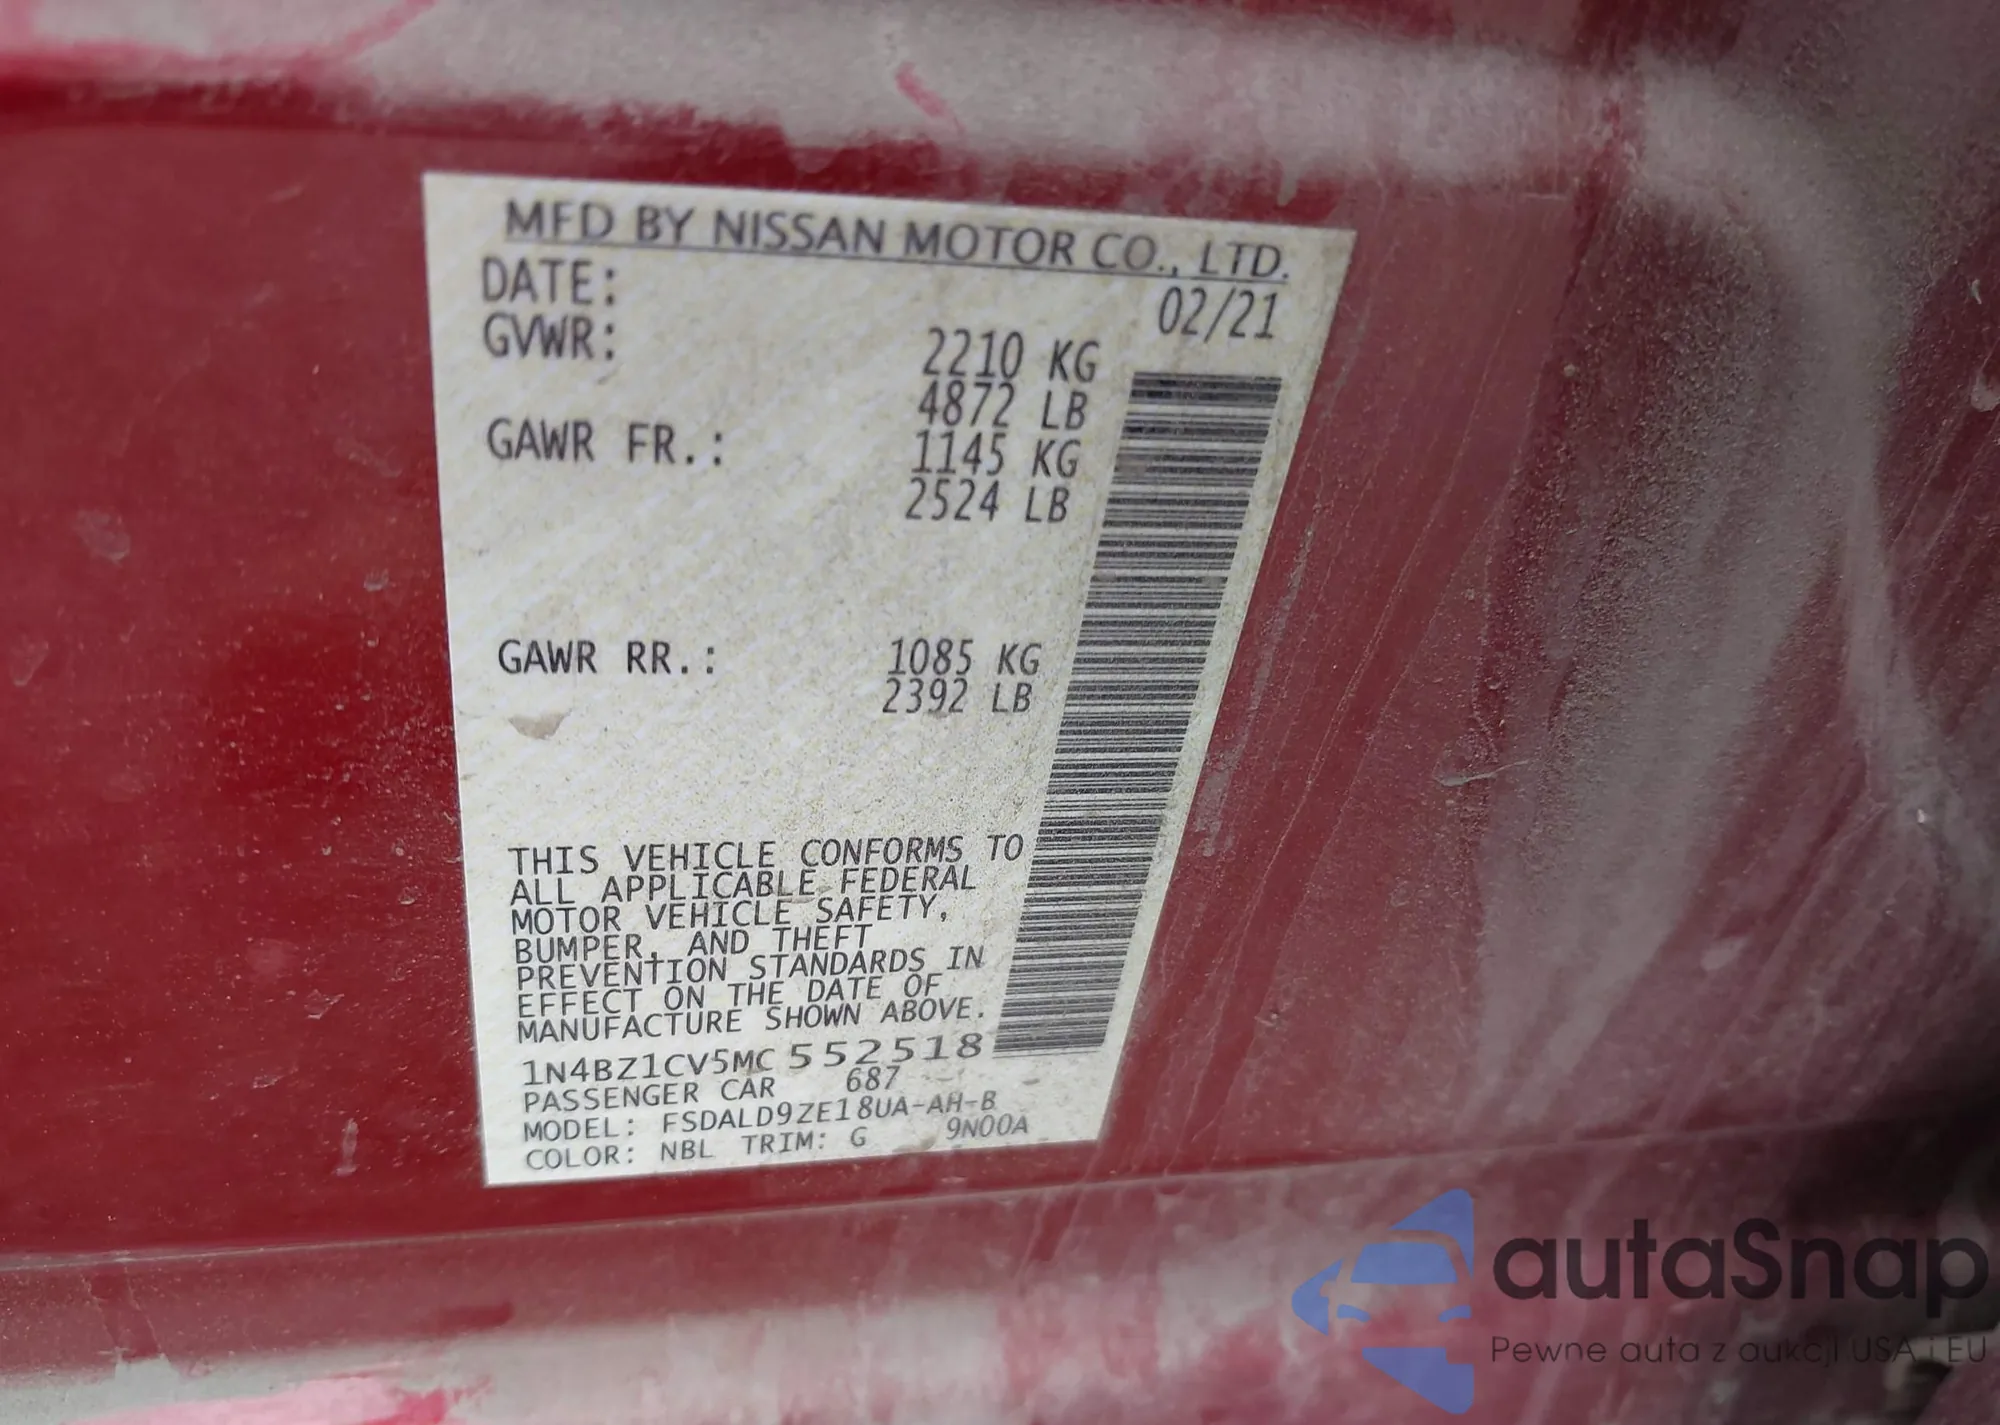 MFD BY NISSAN MOTOR CO., LTD.
DATE: 02/21
GVWR: 2210 KG
4872 LB
GAWR FR.: 1145 KG
2524 LB
GAWR RR.: 1085 KG
2392 LB
THIS VEHICLE CONFORMS TO
ALL APPLICABLE FEDERAL
MOTOR VEHICLE SAFETY,
BUMPER, AND THEFT
PREVENTION STANDARDS IN
EFFECT ON THE DATE OF
MANUFACTURE SHOWN ABOVE.
1N4BZ1CV5MC552518
PASSENGER CAR 687
MODEL: FSDALD9ZE18UA-AH-B
COLOR: NBL TRIM: G 9N00A
autaSnap
Pewne auta z aukcji USA i EU